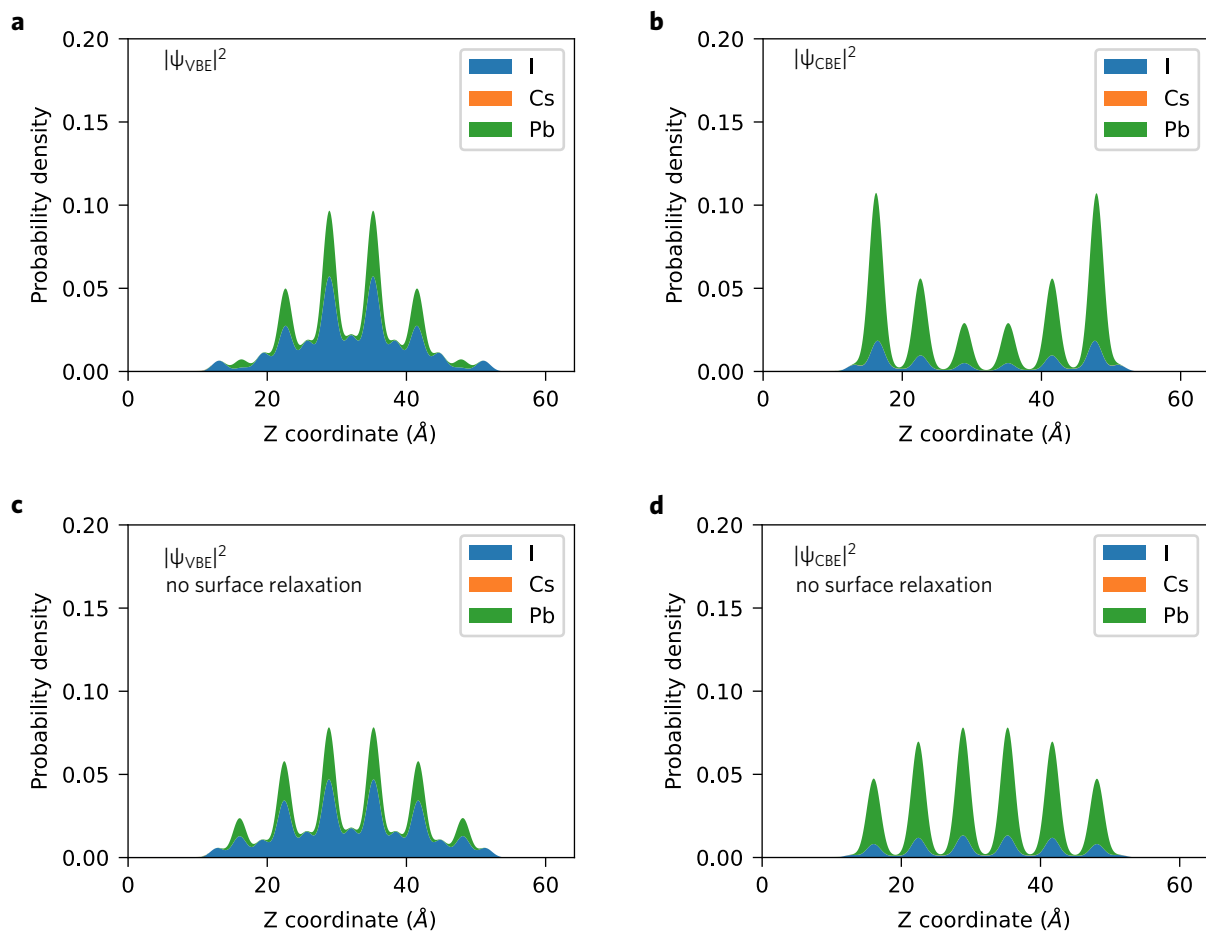 a
|ψVBE|²
I
Cs
Pb
0.20
0.15
0.10
0.05
0.00
Probability density
0
20
40
60
Z coordinate (Å)
b
|ψCBE|²
I
Cs
Pb
0.20
0.15
0.10
0.05
0.00
Probability density
0
20
40
60
Z coordinate (Å)
c
|ψVBE|²
no surface relaxation
I
Cs
Pb
0.20
0.15
0.10
0.05
0.00
Probability density
0
20
40
60
Z coordinate (Å)
d
|ψCBE|²
no surface relaxation
I
Cs
Pb
0.20
0.15
0.10
0.05
0.00
Probability density
0
20
40
60
Z coordinate (Å)